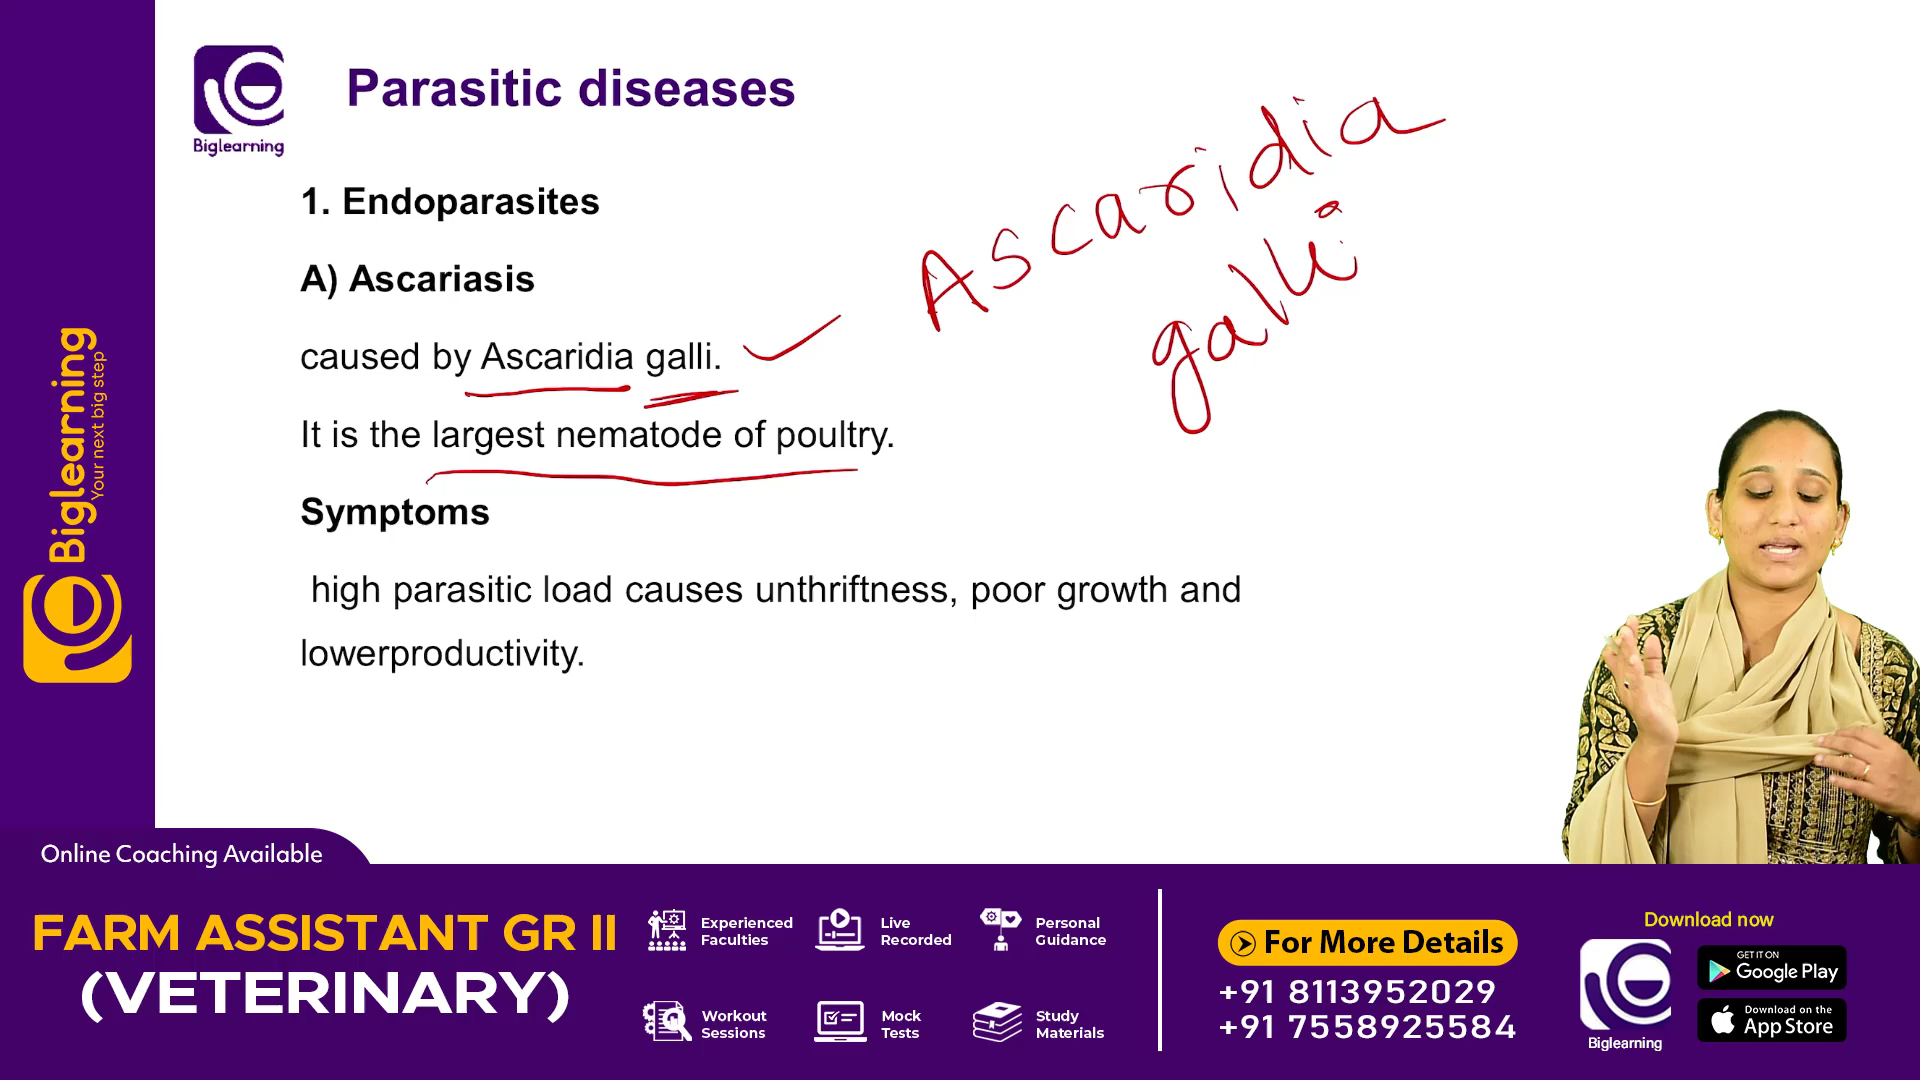 Biglearning
Parasitic diseases
1. Endoparasites
A) Ascariasis
caused by Ascaridia galli.
It is the largest nematode of poultry.
Symptoms
high parasitic load causes unthriftness, poor growth and
lowerproductivity.
Ascaridia
galli
Biglearning
Your next big step
Online Coaching Available
FARM ASSISTANT GR II
(VETERINARY)
Experienced
Faculties
Live
Recorded
Personal
Guidance
Workout
Sessions
Mock
Tests
Study
Materials
For More Details
+91 8113952029
+91 7558925584
Download now
Biglearning
GET IT ON
Google Play
Download on the
App Store